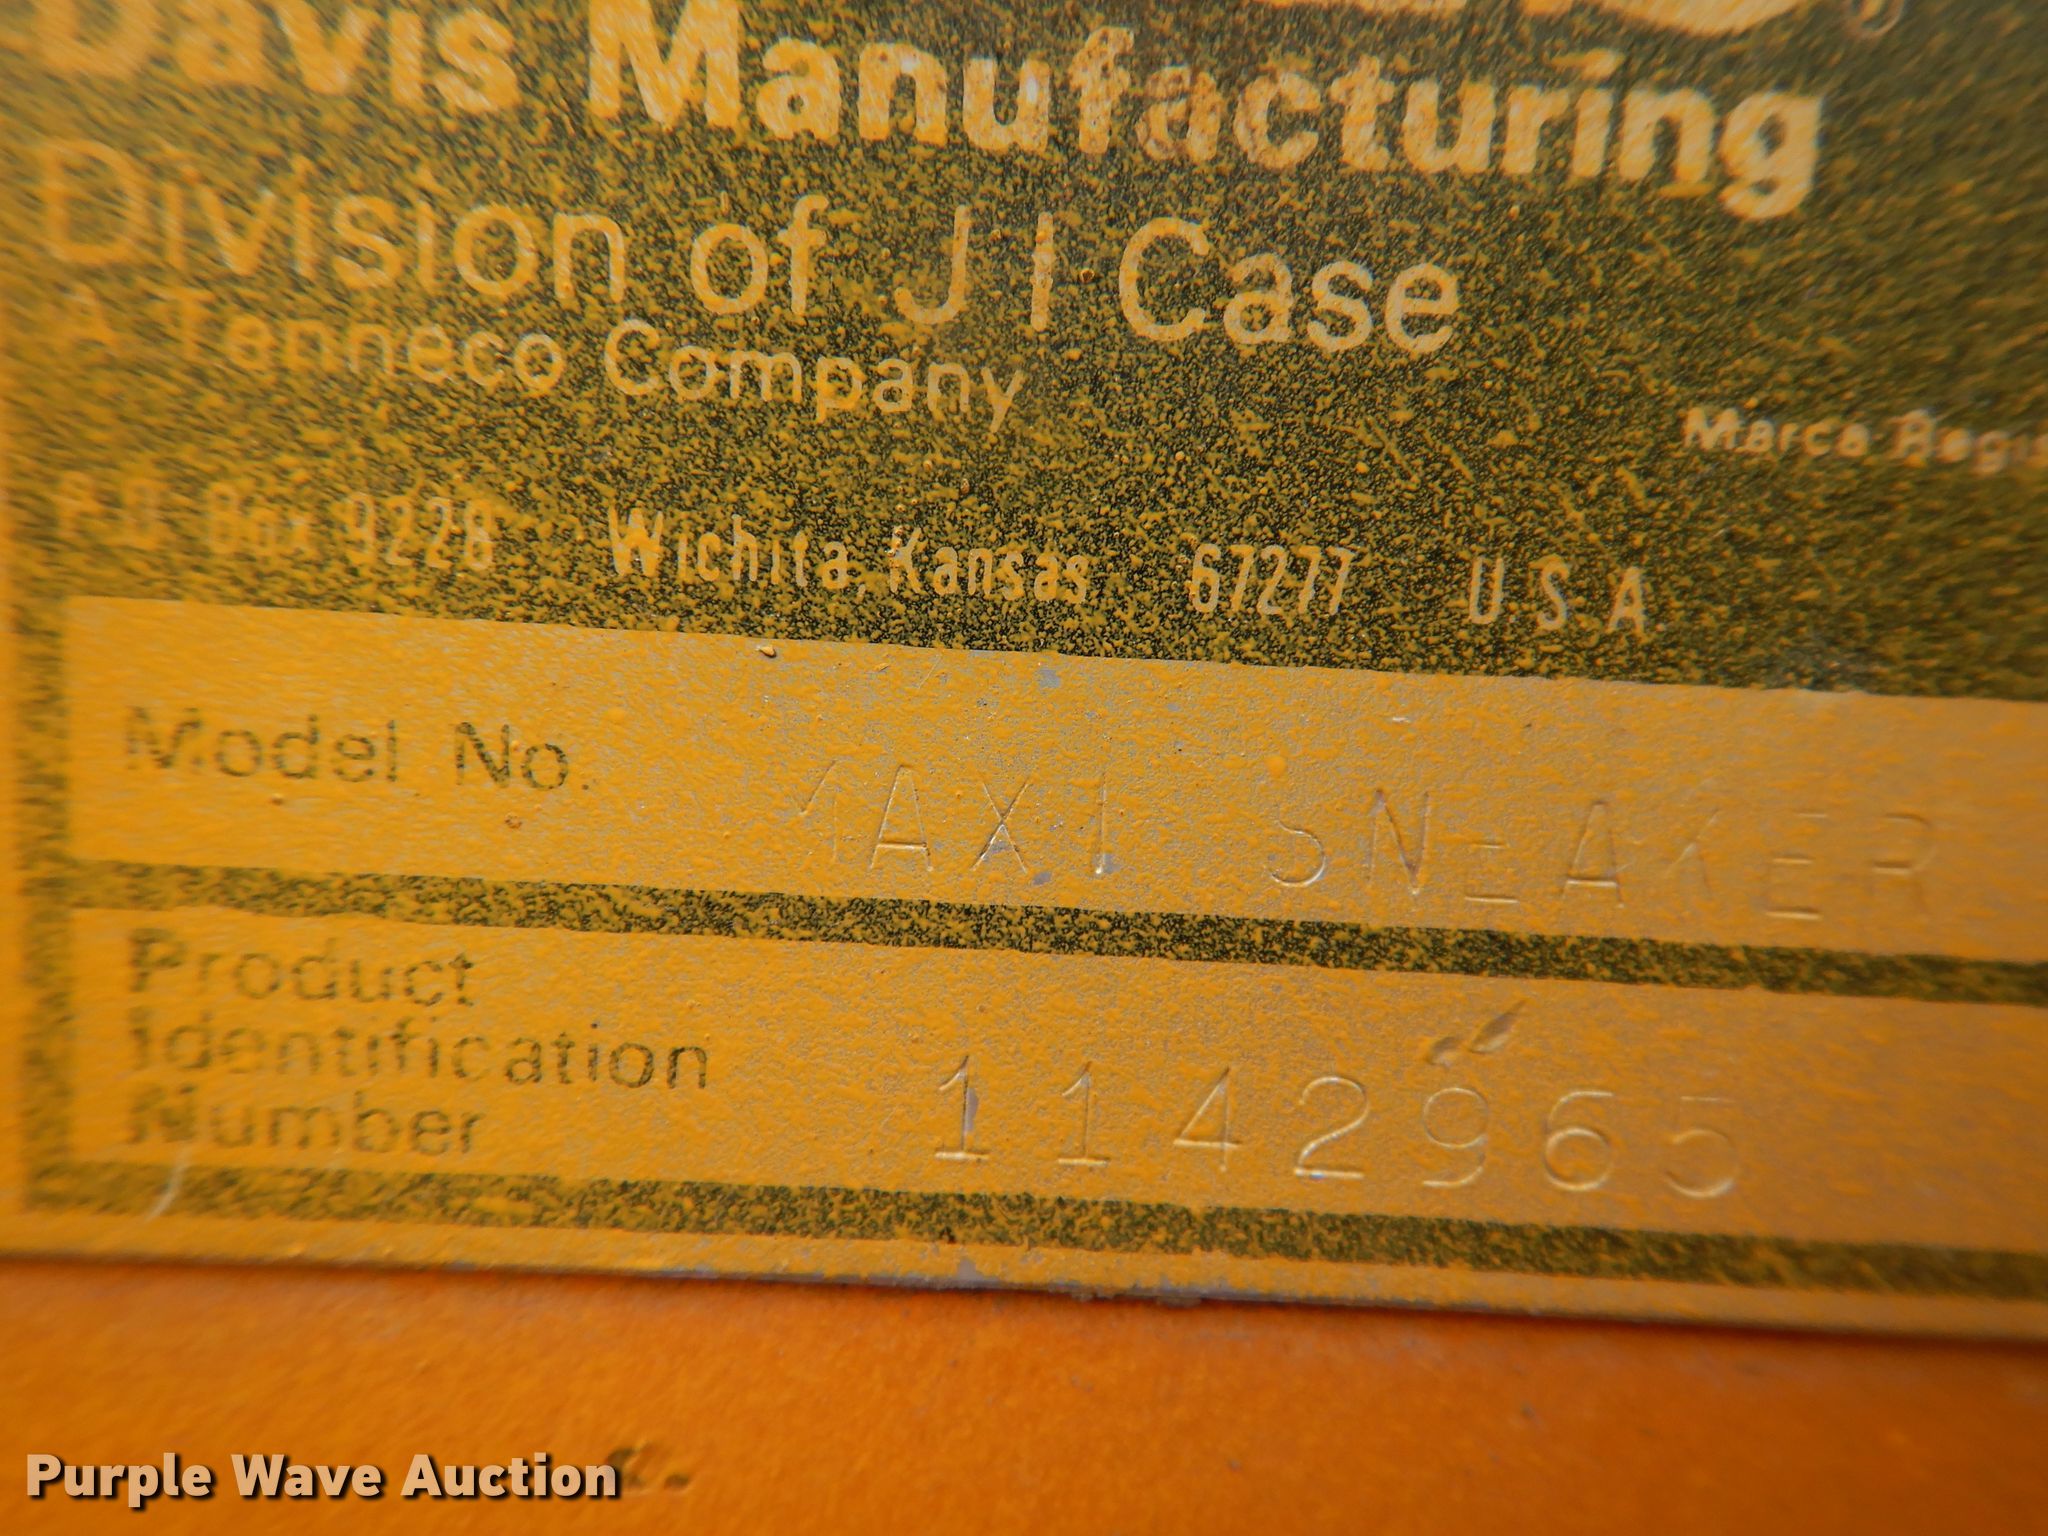 ®
Davis Manufacturing
Division of J I Case
A Tenneco Company
Marca Regis
P.O. Box 9228 Wichita, Kansas 67277 U.S.A.
Model No. MAXI SNEAKER
Product
Identification
Number
1142965
Purple Wave Auction